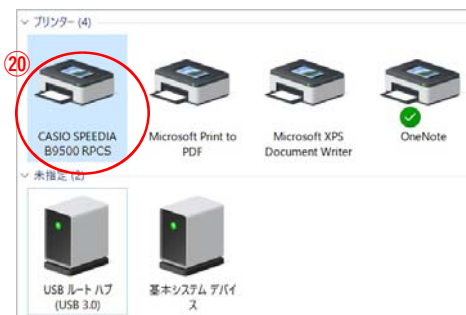 プリンター (4)
⑳
CASIO SPEEDIA
B9500 RPCS
Microsoft Print to
PDF
Microsoft XPS
Document Writer
OneNote
未指定 (2)
USB ルート ハブ
(USB 3.0)
基本システム デバイ
ス